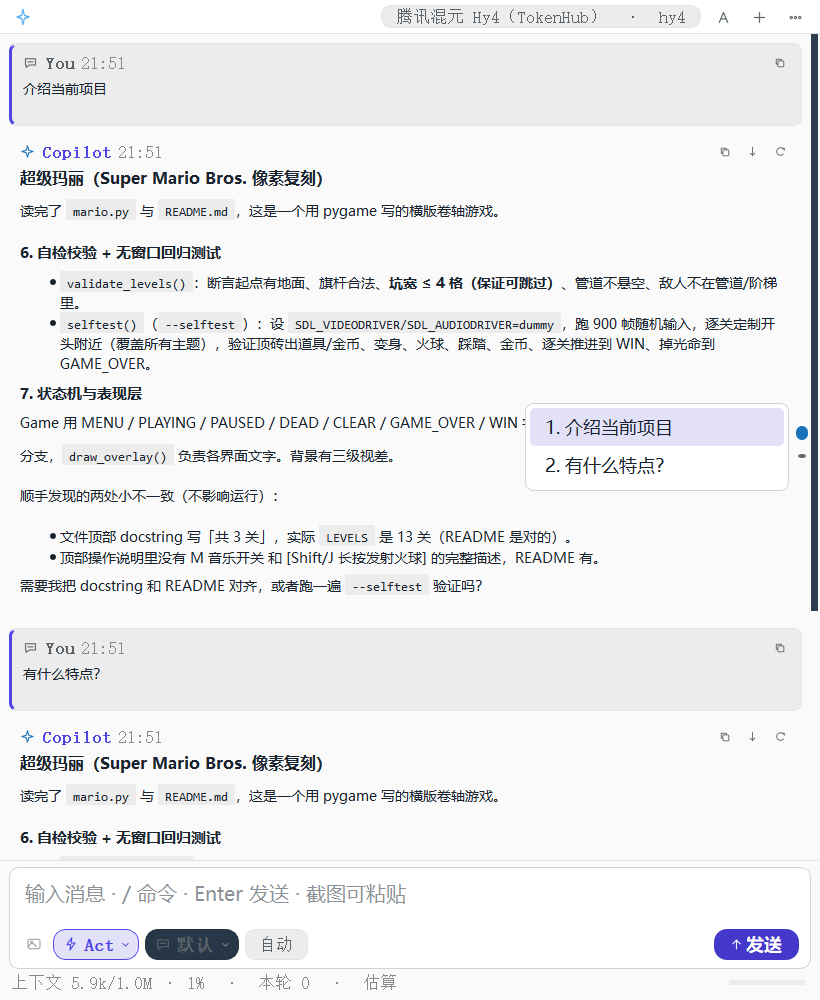 腾讯混元 Hy4（TokenHub） · hy4 A
You 21:51
介绍当前项目
Copilot 21:51
超级玛丽（Super Mario Bros. 像素复刻）
读完了 mario.py 与 README.md，这是一个用 pygame 写的横版卷轴游戏。
6. 自检校验 + 无窗口回归测试
validate_levels()：断言起点有地面、旗杆合法、坑宽 ≤ 4 格（保证可跳过）、管道不悬空、敌人不在管道/阶梯
里。
selftest()（--selftest）：设 SDL_VIDEODRIVER/SDL_AUDIODRIVER=dummy，跑 900 帧随机输入，逐关定制开
头附近（覆盖所有主题），验证顶砖出道具/金币、变身、火球、踩踏、金币、逐关推进到 WIN、掉光命到
GAME_OVER。
7. 状态机与表现层
Game 用 MENU / PLAYING / PAUSED / DEAD / CLEAR / GAME_OVER / WIN
1. 介绍当前项目
2. 有什么特点?
分支，draw_overlay() 负责各界面文字。背景有三级视差。
顺手发现的两处小不一致（不影响运行）：
文件顶部 docstring 写「共 3 关」，实际 LEVELS 是 13 关（README 是对的）。
顶部操作说明里没有 M 音乐开关 和 [Shift/J 长按发射火球] 的完整描述，README 有。
需要我把 docstring 和 README 对齐，或者跑一遍 --selftest 验证吗?
You 21:51
有什么特点?
Copilot 21:51
超级玛丽（Super Mario Bros. 像素复刻）
读完了 mario.py 与 README.md，这是一个用 pygame 写的横版卷轴游戏。
6. 自检校验 + 无窗口回归测试
输入消息 · / 命令 · Enter 发送 · 截图可粘贴
Act 默认 自动 ↑ 发送
上下文 5.9k/1.0M · 1% · 本轮 0 · 估算